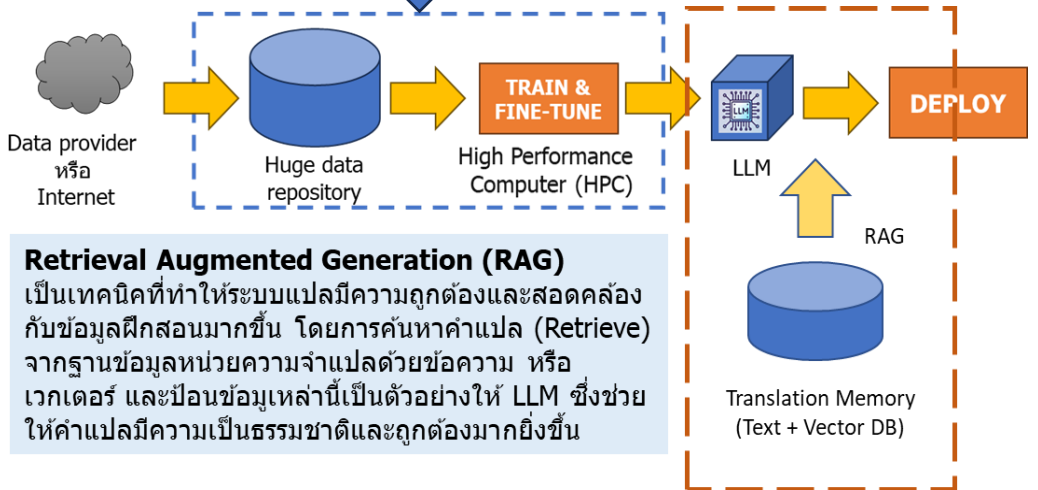 Data provider
หรือ
Internet
Huge data
repository
TRAIN &
FINE-TUNE
High Performance
Computer (HPC)
LLM
LLM
DEPLOY
RAG
Translation Memory
(Text + Vector DB)
Retrieval Augmented Generation (RAG)
เป็นเทคนิคที่ทำให้ระบบแปลมีความถูกต้องและสอดคล้อง
กับข้อมูลฝึกสอนมากขึ้น โดยการค้นหาคำแปล (Retrieve)
จากฐานข้อมูลหน่วยความจำแปลด้วยข้อความ หรือ
เวกเตอร์ และป้อนข้อมูเหล่านี้เป็นตัวอย่างให้ LLM ซึ่งช่วย
ให้คำแปลมีความเป็นธรรมชาติและถูกต้องมากยิ่งขึ้น